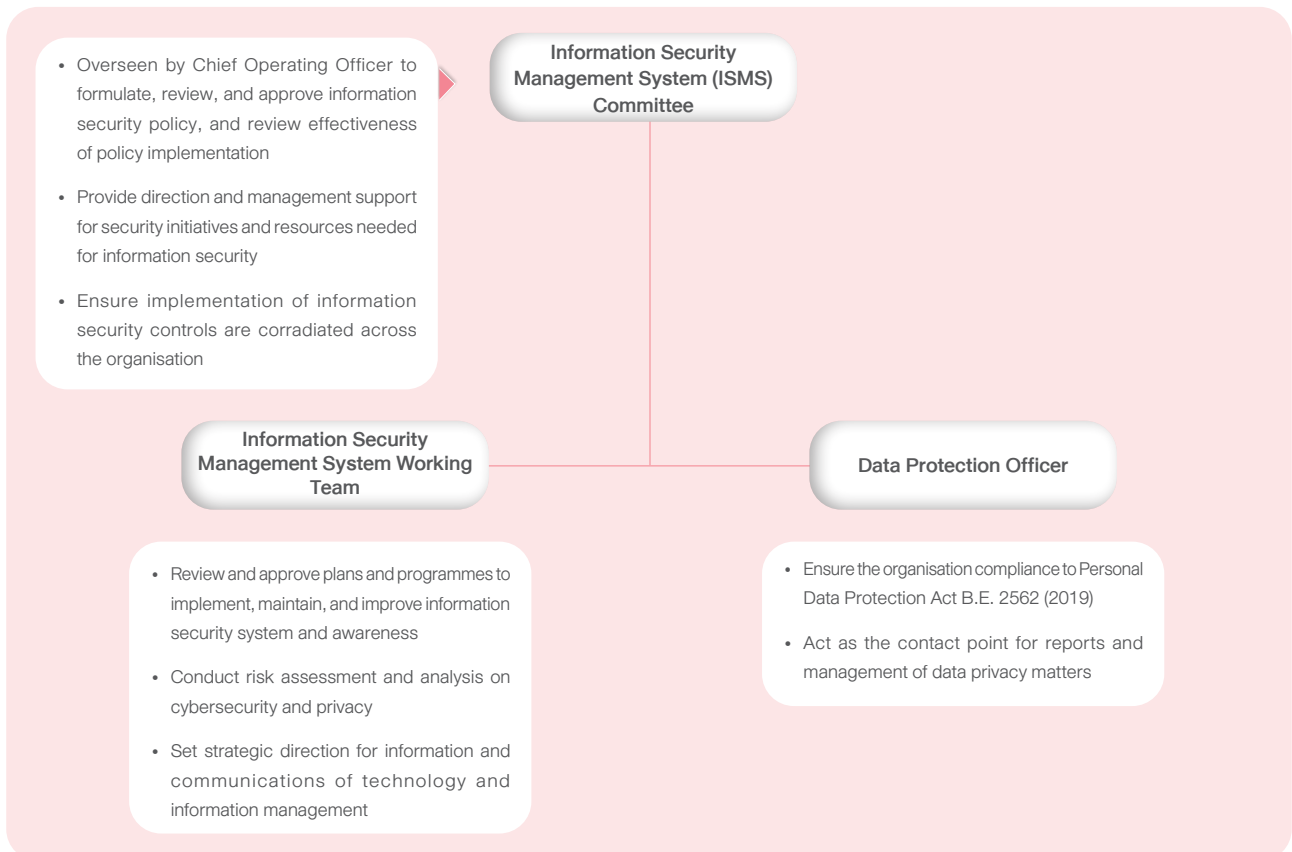 Information Security
Management System (ISMS)
Committee
• Overseen by Chief Operating Officer to
formulate, review, and approve information
security policy, and review effectiveness
of policy implementation
• Provide direction and management support
for security initiatives and resources needed
for information security
• Ensure implementation of information
security controls are corradiated across
the organisation
Information Security
Management System Working
Team
• Review and approve plans and programmes to
implement, maintain, and improve information
security system and awareness
• Conduct risk assessment and analysis on
cybersecurity and privacy
• Set strategic direction for information and
communications of technology and
information management
Data Protection Officer
• Ensure the organisation compliance to Personal
Data Protection Act B.E. 2562 (2019)
• Act as the contact point for reports and
management of data privacy matters